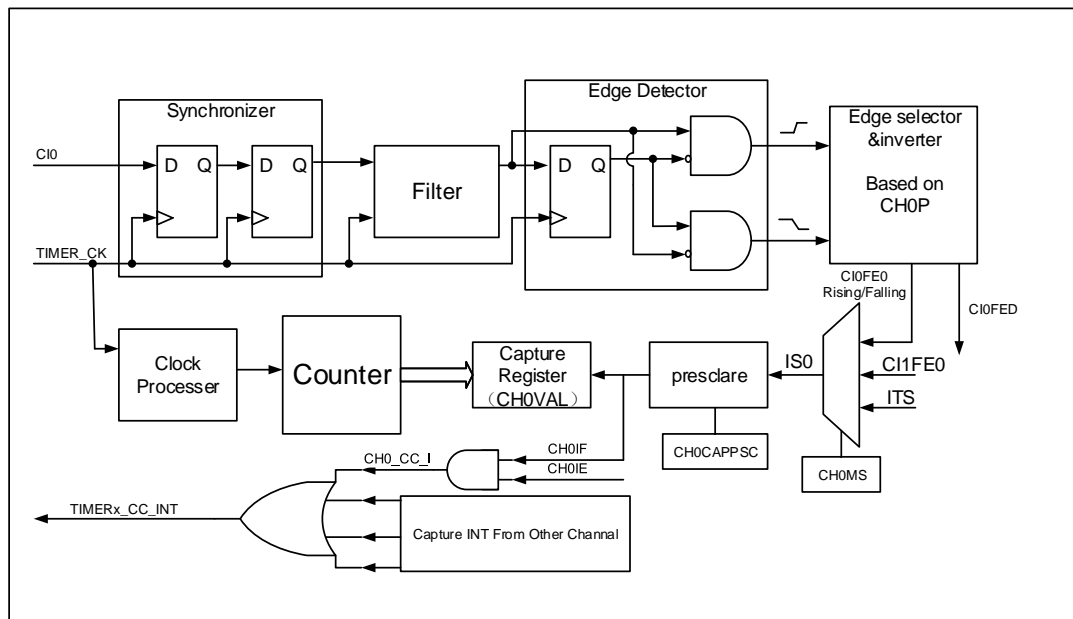 Synchronizer
Edge Detector
CI0
D Q
D Q
Filter
D Q
Edge selector
&inverter
Based on
CH0P
TIMER_CK
CI0FE0
Rising/Falling
CI0FED
Clock
Processer
Counter
Capture
Register
（CH0VAL）
presclare
IS0
CI1FE0
ITS
CH0CAPPSC
CH0MS
CH0_CC_I
CH0IF
CH0IE
TIMERx_CC_INT
Capture INT From Other Channel